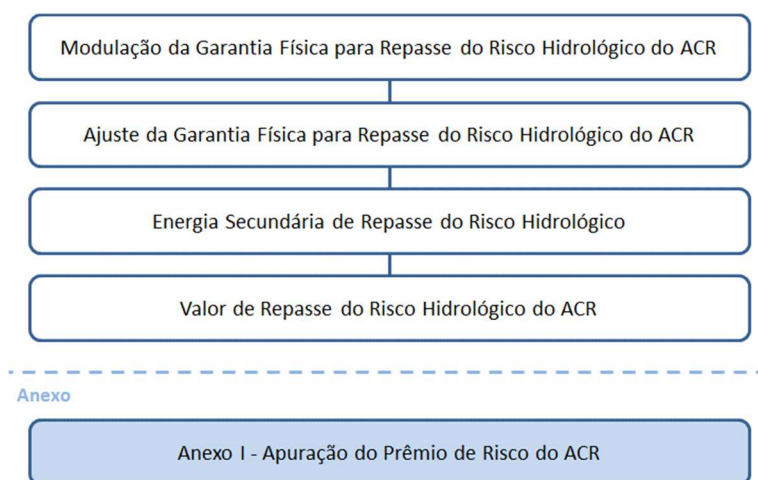 Modulação da Garantia Física para Repasse do Risco Hidrológico do ACR
Ajuste da Garantia Física para Repasse do Risco Hidrológico do ACR
Energia Secundária de Repasse do Risco Hidrológico
Valor de Repasse do Risco Hidrológico do ACR
Anexo
Anexo I - Apuração do Prêmio de Risco do ACR